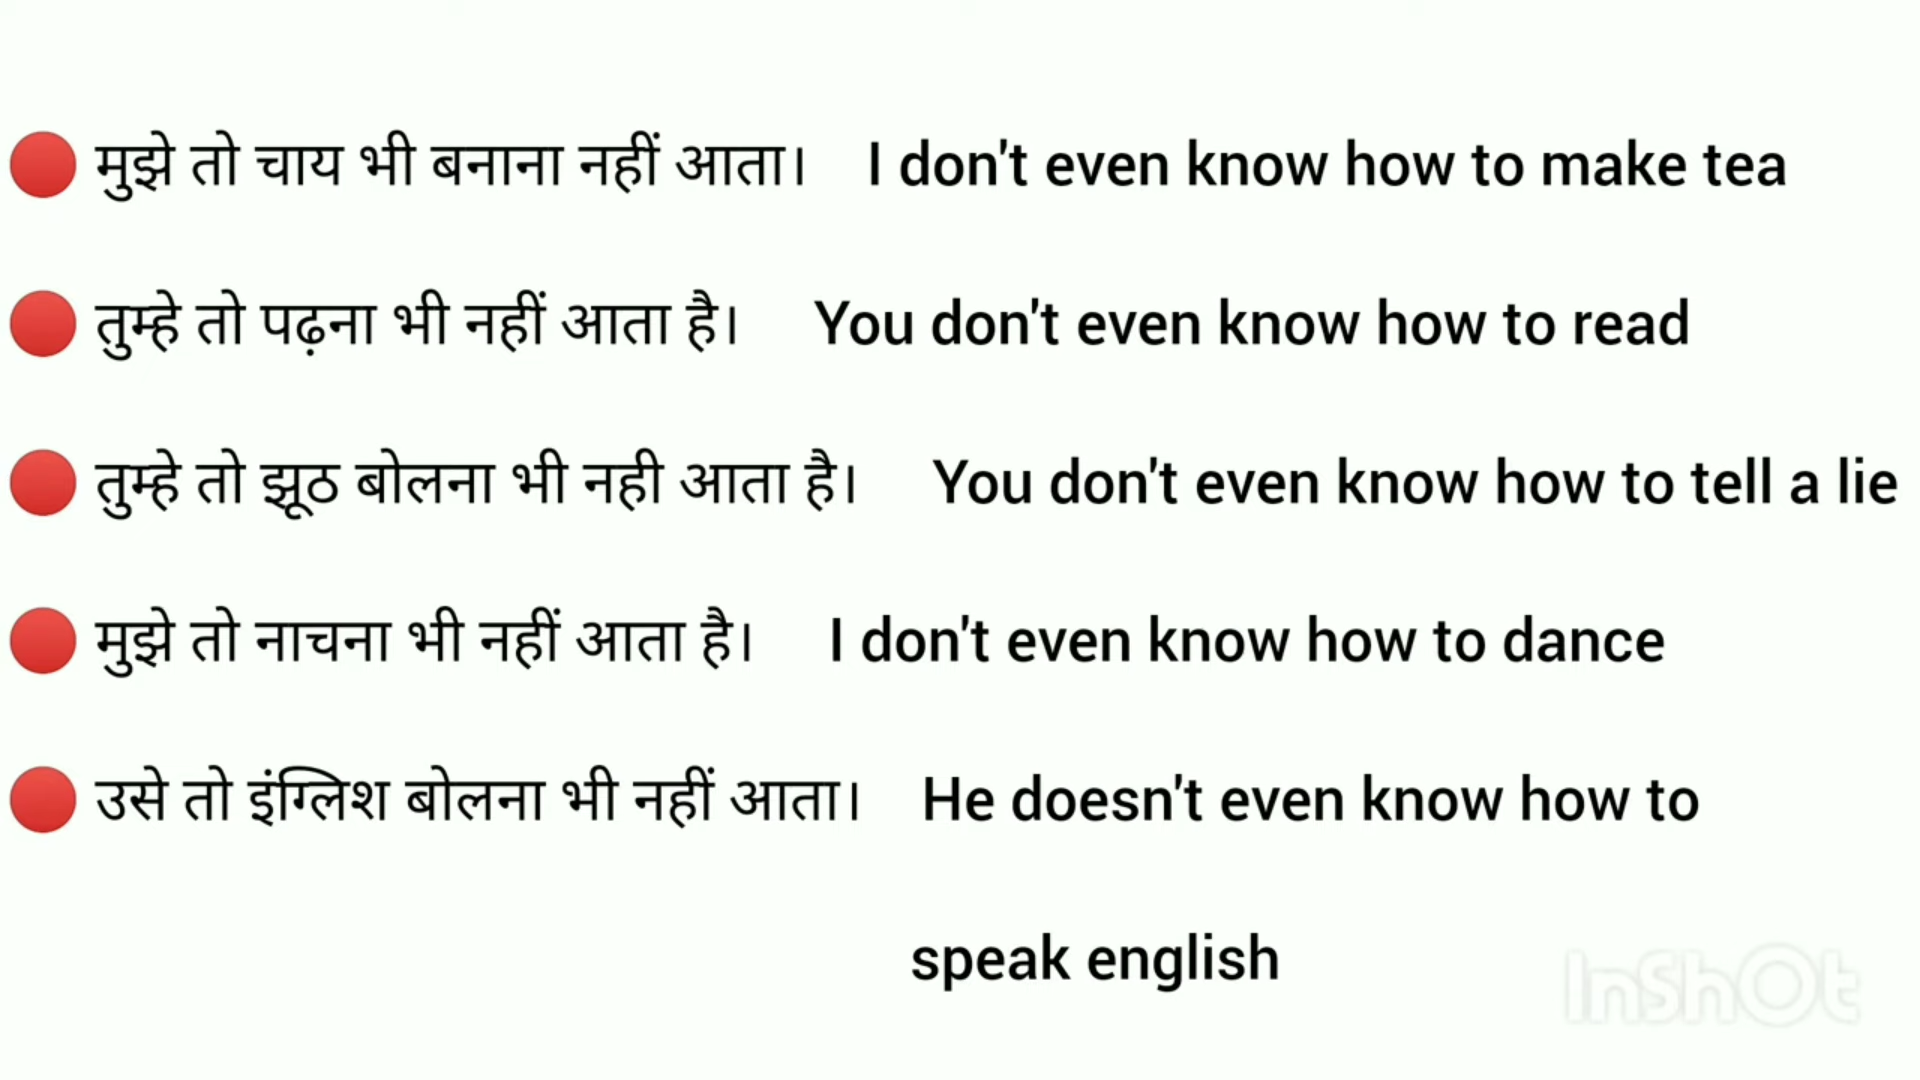 🔴 मुझे तो चाय भी बनाना नहीं आता। I don't even know how to make tea
🔴 तुम्हे तो पढ़ना भी नहीं आता है। You don't even know how to read
🔴 तुम्हे तो झूठ बोलना भी नही आता है। You don't even know how to tell a lie
🔴 मुझे तो नाचना भी नहीं आता है। I don't even know how to dance
🔴 उसे तो इंग्लिश बोलना भी नहीं आता। He doesn't even know how to
speak english
InShOt